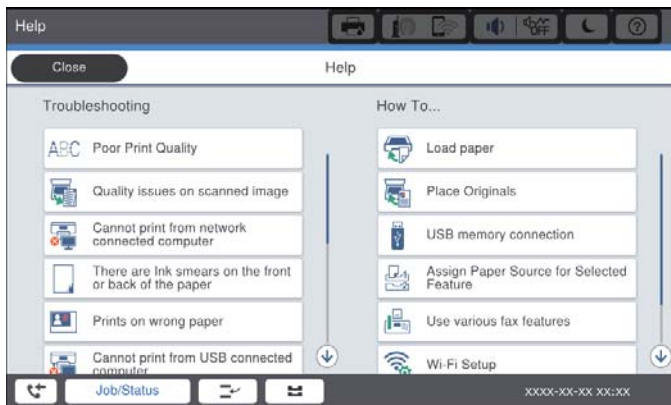 Help
OFF
Close
Help
Troubleshooting
ABC Poor Print Quality
Quality issues on scanned image
Cannot print from network
connected computer
There are Ink smears on the front
or back of the paper
Prints on wrong paper
Cannot print from USB connected
computer
How To...
Load paper
Place Originals
USB memory connection
Assign Paper Source for Selected
Feature
Use various fax features
Wi-Fi Setup
Job/Status
XXXX-XX-XX XX:XX